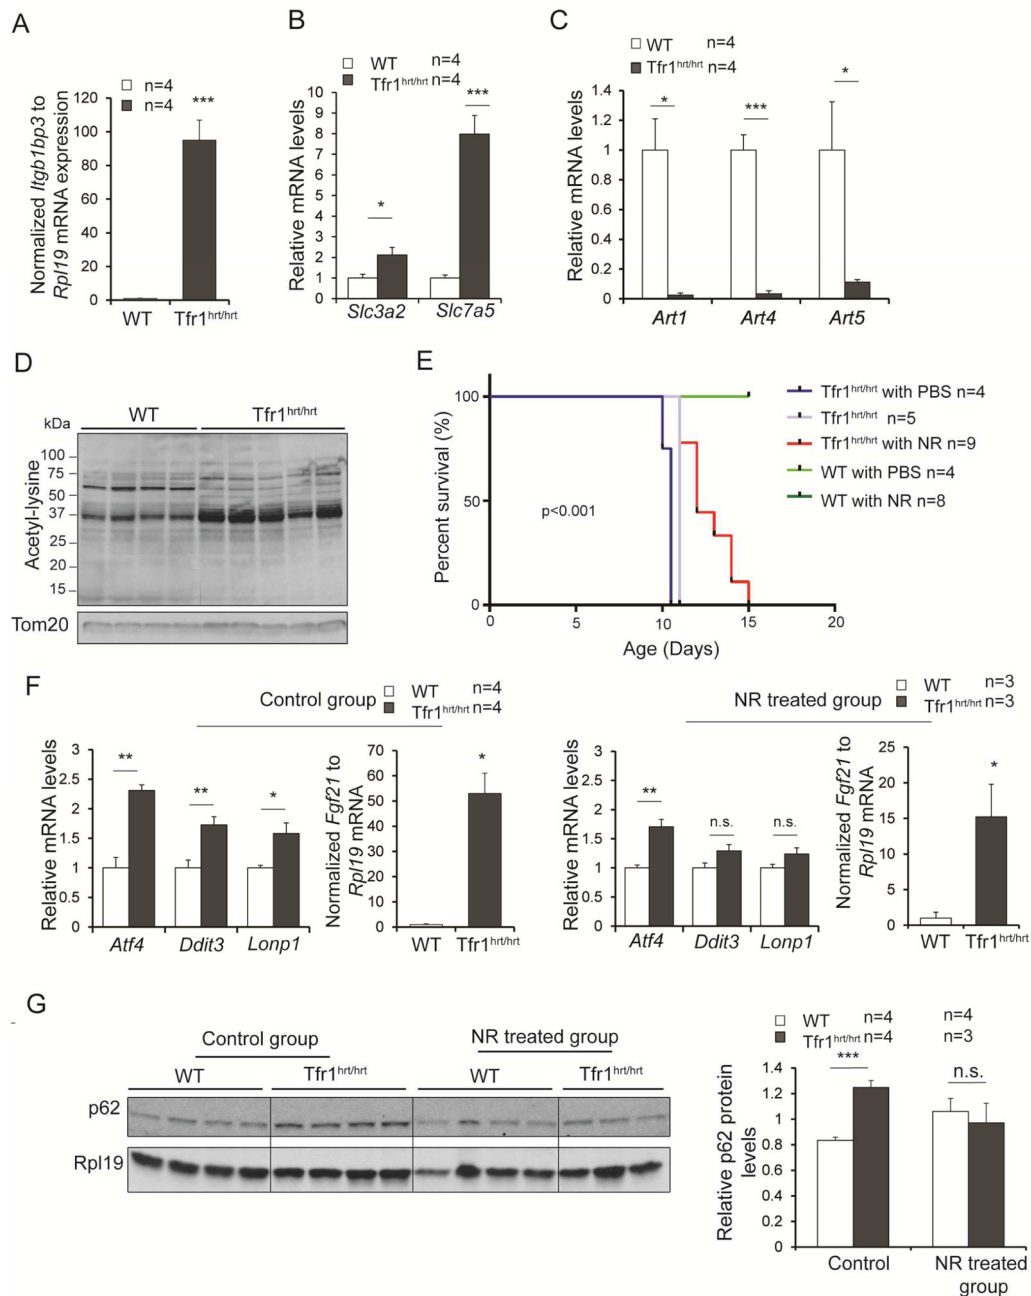 A
n=4
n=4
Normalized Itgb1bp3 to
Rpl19 mRNA expression
120
100
80
60
40
20
0
***
WT
Tfr1hrt/hrt
B
WT n=4
Tfr1hrt/hrt n=4
Relative mRNA levels
10
9
8
7
6
5
4
3
2
1
0
*
***
Slc3a2
Slc7a5
C
WT n=4
Tfr1hrt/hrt n=4
Relative mRNA levels
1.4
1.2
1
0.8
0.6
0.4
0.2
0
*
***
*
Art1
Art4
Art5
D
WT
Tfr1hrt/hrt
kDa
100
75
50
37
25
20
15
Acetyl-lysine
Tom20
E
Percent survival (%)
100
50
0
p<0.001
0
5
10
15
20
Age (Days)
Tfr1hrt/hrt with PBS n=4
Tfr1hrt/hrt n=5
Tfr1hrt/hrt with NR n=9
WT with PBS n=4
WT with NR n=8
F
Control group
WT n=4
Tfr1hrt/hrt n=4
Relative mRNA levels
3
2.5
2
1.5
1
0.5
0
**
**
*
Atf4
Ddit3
Lonp1
Normalized Fgf21 to
Rpl19 mRNA
70
60
50
40
30
20
10
0
*
WT
Tfr1hrt/hrt
NR treated group
WT n=3
Tfr1hrt/hrt n=3
Relative mRNA levels
3
2.5
2
1.5
1
0.5
0
**
n.s.
n.s.
Atf4
Ddit3
Lonp1
Normalized Fgf21 to
Rpl19 mRNA
25
20
15
10
5
0
*
WT
Tfr1hrt/hrt
G
Control group
NR treated group
WT
Tfr1hrt/hrt
WT
Tfr1hrt/hrt
p62
Rpl19
WT n=4 n=4
Tfr1hrt/hrt n=4 n=3
Relative p62 protein
levels
1.4
1.2
1
0.8
0.6
0.4
0.2
0
***
n.s.
Control
NR treated
group